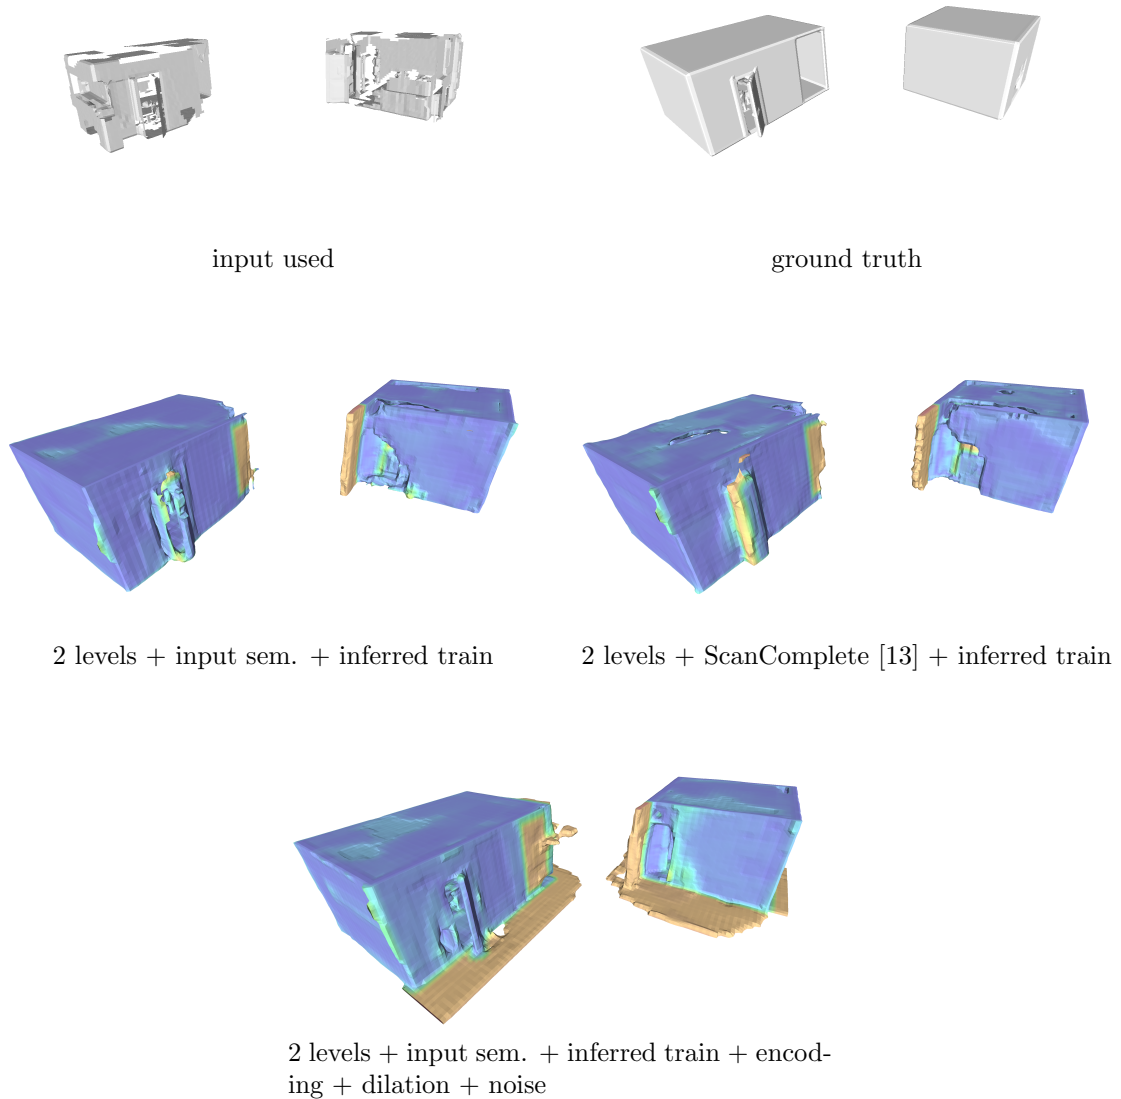 input used
ground truth
2 levels + input sem. + inferred train
2 levels + ScanComplete [13] + inferred train
2 levels + input sem. + inferred train + encod-
ing + dilation + noise